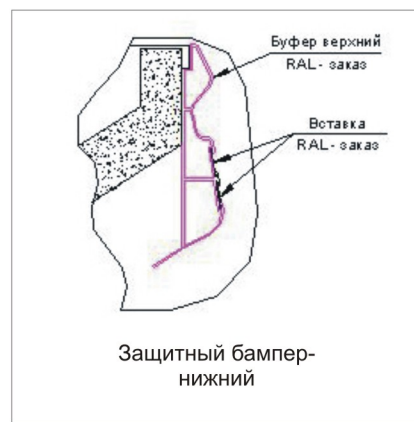 Буфер верхний
RAL- заказ
Вставка
RAL- заказ
Защитный бампер-
нижний